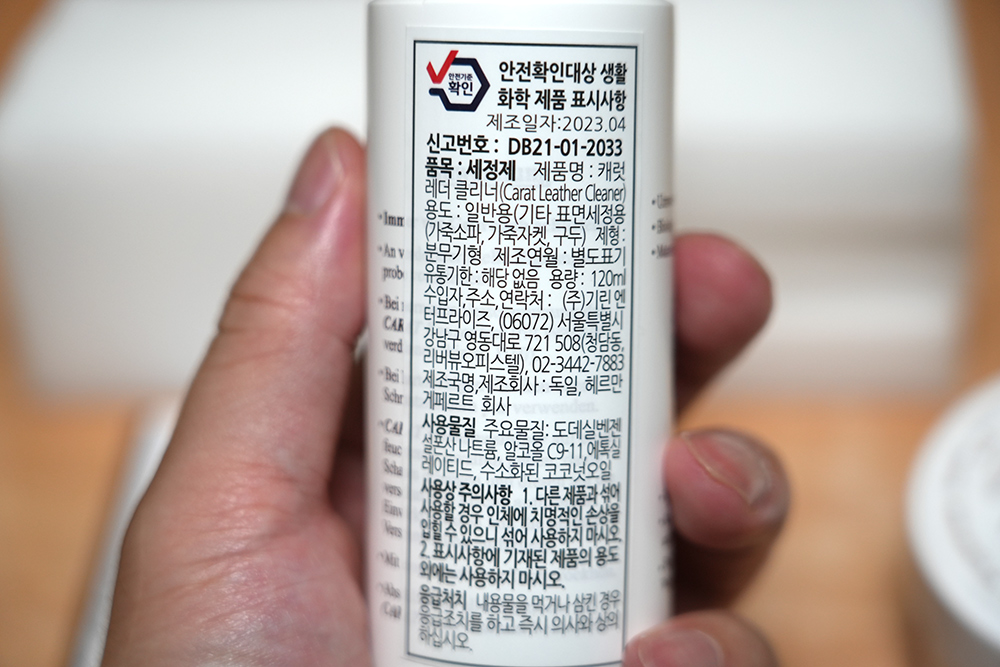 안전기준
확인
안전확인대상 생활
화학 제품 표시사항
제조일자:2023.04
신고번호 : DB21-01-2033
품목 : 세정제 제품명 : 캐럿
레더 클리너(Carat Leather Cleaner)
용도 : 일반용(기타 표면세정용
(가죽소파, 가죽자켓, 구두) 제형 :
분무기형 제조연월 : 별도표기
유통기한 : 해당 없음 용량 : 120ml
수입자,주소,연락처 : (주)기린 엔
터프라이즈, (06072) 서울특별시
강남구 영동대로 721 508(청담동,
리버뷰오피스텔), 02-3442-7883
제조국명,제조회사 : 독일, 헤르만
게페르트 회사
사용물질 주요물질: 도데실벤젠
설폰산 나트륨, 알코올 C9-11,에톡실
레이티드, 수소화된 코코넛오일
사용상 주의사항 1. 다른 제품과 섞어
사용할 경우 인체에 치명적인 손상을
입힐 수 있으니 섞어 사용하지 마시오.
2. 표시사항에 기재된 제품의 용도
외에는 사용하지 마시오.
응급처치 내용물을 먹거나 삼킨 경우
응급조치를 하고 즉시 의사와 상의
하십시오.